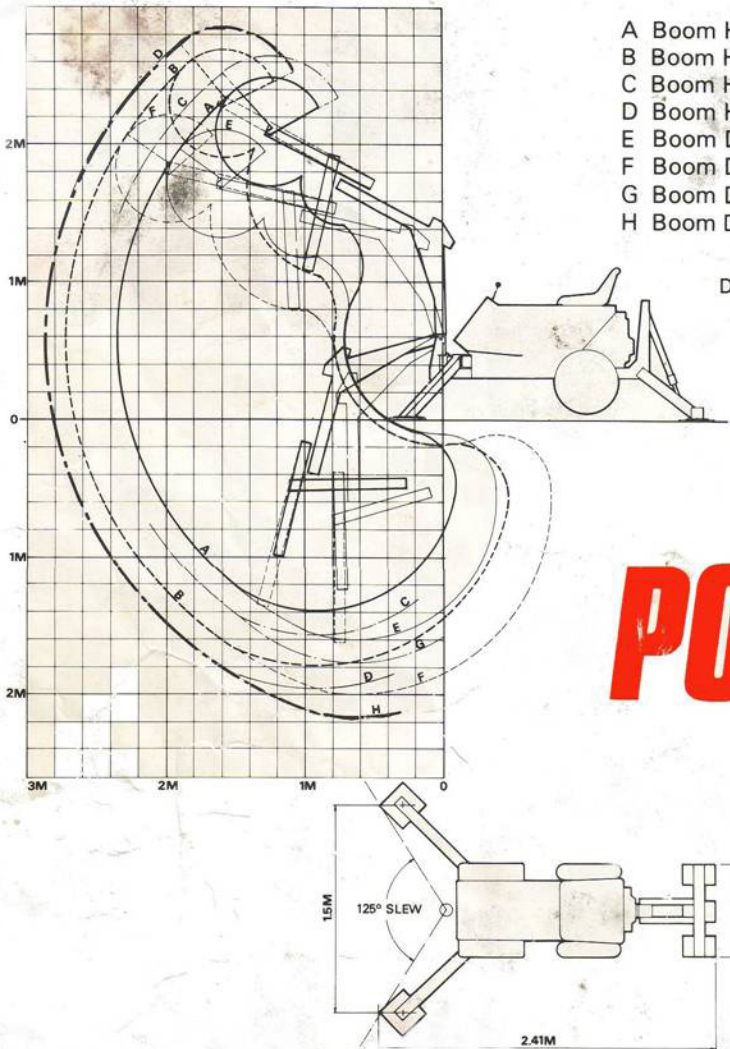 A Boom H
B Boom H
C Boom H
D Boom H
E Boom D
F Boom D
G Boom D
H Boom D
D
D
B
F
C
A
E
2M
1M
0
1M
2M
A
B
C
E
G
D
F
H
3M
2M
1M
0
PO
1.5M
125° SLEW
2.41M